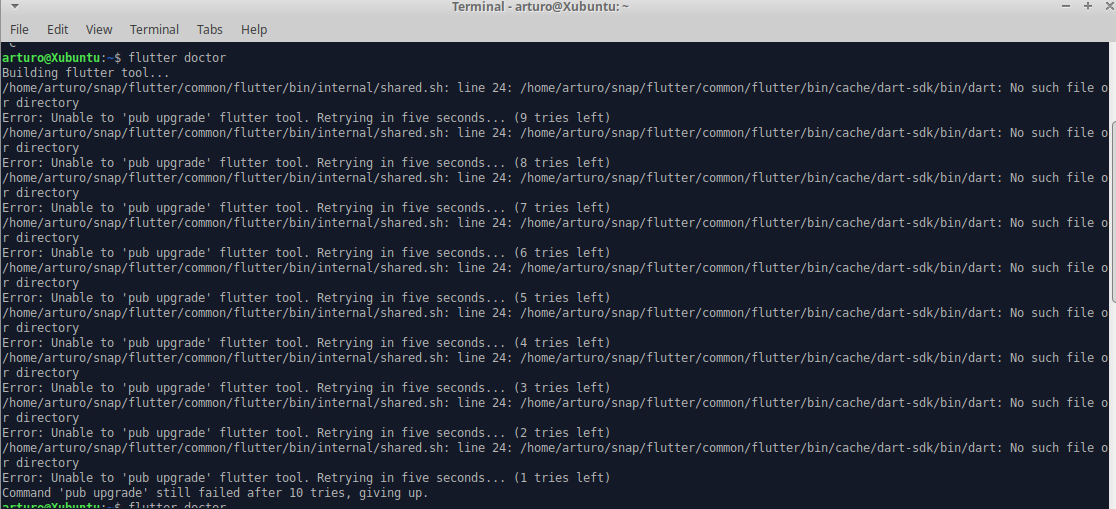 Terminal - arturo@Xubuntu: ~
File Edit View Terminal Tabs Help
^C
arturo@Xubuntu:~$ flutter doctor
Building flutter tool...
/home/arturo/snap/flutter/common/flutter/bin/internal/shared.sh: line 24: /home/arturo/snap/flutter/common/flutter/bin/cache/dart-sdk/bin/dart: No such file o
r directory
Error: Unable to 'pub upgrade' flutter tool. Retrying in five seconds... (9 tries left)
/home/arturo/snap/flutter/common/flutter/bin/internal/shared.sh: line 24: /home/arturo/snap/flutter/common/flutter/bin/cache/dart-sdk/bin/dart: No such file o
r directory
Error: Unable to 'pub upgrade' flutter tool. Retrying in five seconds... (8 tries left)
/home/arturo/snap/flutter/common/flutter/bin/internal/shared.sh: line 24: /home/arturo/snap/flutter/common/flutter/bin/cache/dart-sdk/bin/dart: No such file o
r directory
Error: Unable to 'pub upgrade' flutter tool. Retrying in five seconds... (7 tries left)
/home/arturo/snap/flutter/common/flutter/bin/internal/shared.sh: line 24: /home/arturo/snap/flutter/common/flutter/bin/cache/dart-sdk/bin/dart: No such file o
r directory
Error: Unable to 'pub upgrade' flutter tool. Retrying in five seconds... (6 tries left)
/home/arturo/snap/flutter/common/flutter/bin/internal/shared.sh: line 24: /home/arturo/snap/flutter/common/flutter/bin/cache/dart-sdk/bin/dart: No such file o
r directory
Error: Unable to 'pub upgrade' flutter tool. Retrying in five seconds... (5 tries left)
/home/arturo/snap/flutter/common/flutter/bin/internal/shared.sh: line 24: /home/arturo/snap/flutter/common/flutter/bin/cache/dart-sdk/bin/dart: No such file o
r directory
Error: Unable to 'pub upgrade' flutter tool. Retrying in five seconds... (4 tries left)
/home/arturo/snap/flutter/common/flutter/bin/internal/shared.sh: line 24: /home/arturo/snap/flutter/common/flutter/bin/cache/dart-sdk/bin/dart: No such file o
r directory
Error: Unable to 'pub upgrade' flutter tool. Retrying in five seconds... (3 tries left)
/home/arturo/snap/flutter/common/flutter/bin/internal/shared.sh: line 24: /home/arturo/snap/flutter/common/flutter/bin/cache/dart-sdk/bin/dart: No such file o
r directory
Error: Unable to 'pub upgrade' flutter tool. Retrying in five seconds... (2 tries left)
/home/arturo/snap/flutter/common/flutter/bin/internal/shared.sh: line 24: /home/arturo/snap/flutter/common/flutter/bin/cache/dart-sdk/bin/dart: No such file o
r directory
Error: Unable to 'pub upgrade' flutter tool. Retrying in five seconds... (1 tries left)
Command 'pub upgrade' still failed after 10 tries, giving up.
arturo@Xubuntu:~$ flutter doctor